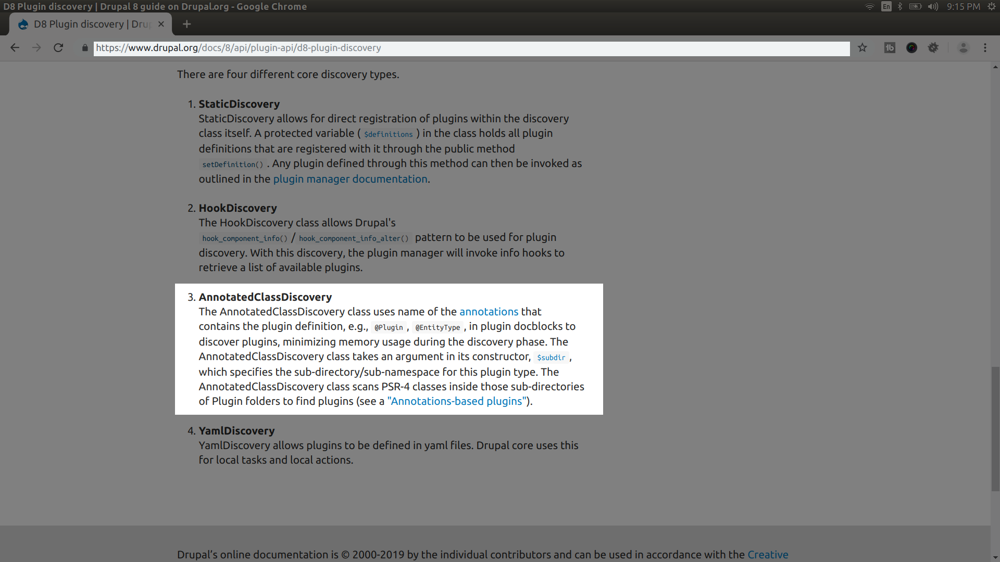 D8 Plugin discovery | Drupal 8 guide on Drupal.org - Google Chrome
En
9:15 PM
D8 Plugin discovery | Drup
https://www.drupal.org/docs/8/api/plugin-api/d8-plugin-discovery
There are four different core discovery types.
1. StaticDiscovery
StaticDiscovery allows for direct registration of plugins within the discovery
class itself. A protected variable ( $definitions ) in the class holds all plugin
definitions that are registered with it through the public method
setDefinition() . Any plugin defined through this method can then be invoked as
outlined in the plugin manager documentation.
2. HookDiscovery
The HookDiscovery class allows Drupal's
hook_component_info() / hook_component_info_alter() pattern to be used for plugin
discovery. With this discovery, the plugin manager will invoke info hooks to
retrieve a list of available plugins.
3. AnnotatedClassDiscovery
The AnnotatedClassDiscovery class uses name of the annotations that
contains the plugin definition, e.g., @Plugin , @EntityType , in plugin docblocks to
discover plugins, minimizing memory usage during the discovery phase. The
AnnotatedClassDiscovery class takes an argument in its constructor, $subdir ,
which specifies the sub-directory/sub-namespace for this plugin type. The
AnnotatedClassDiscovery class scans PSR-4 classes inside those sub-directories
of Plugin folders to find plugins (see a "Annotations-based plugins").
4. YamlDiscovery
YamlDiscovery allows plugins to be defined in yaml files. Drupal core uses this
for local tasks and local actions.
Drupal’s online documentation is © 2000-2019 by the individual contributors and can be used in accordance with the Creative